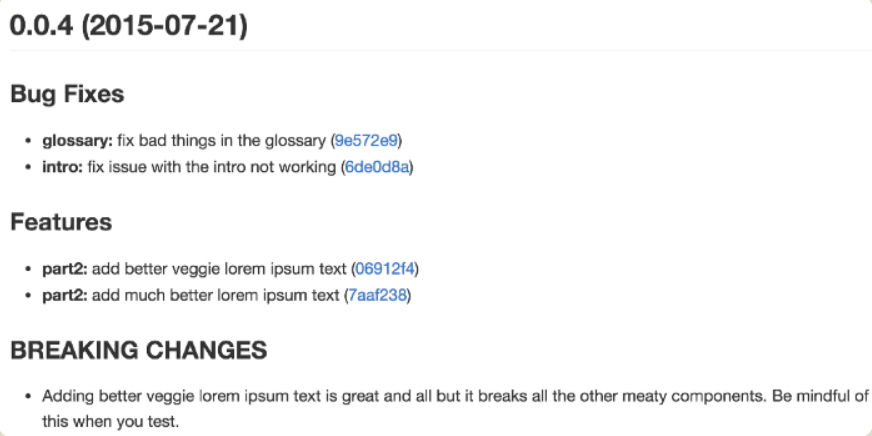 0.0.4 (2015-07-21)
Bug Fixes
• glossary: fix bad things in the glossary (9e572e9)
• intro: fix issue with the intro not working (6de0d8a)
Features
• part2: add better veggie lorem ipsum text (06912f4)
• part2: add much better lorem ipsum text (7aaf238)
BREAKING CHANGES
• Adding better veggie lorem ipsum text is great and all but it breaks all the other meaty components. Be mindful of
this when you test.